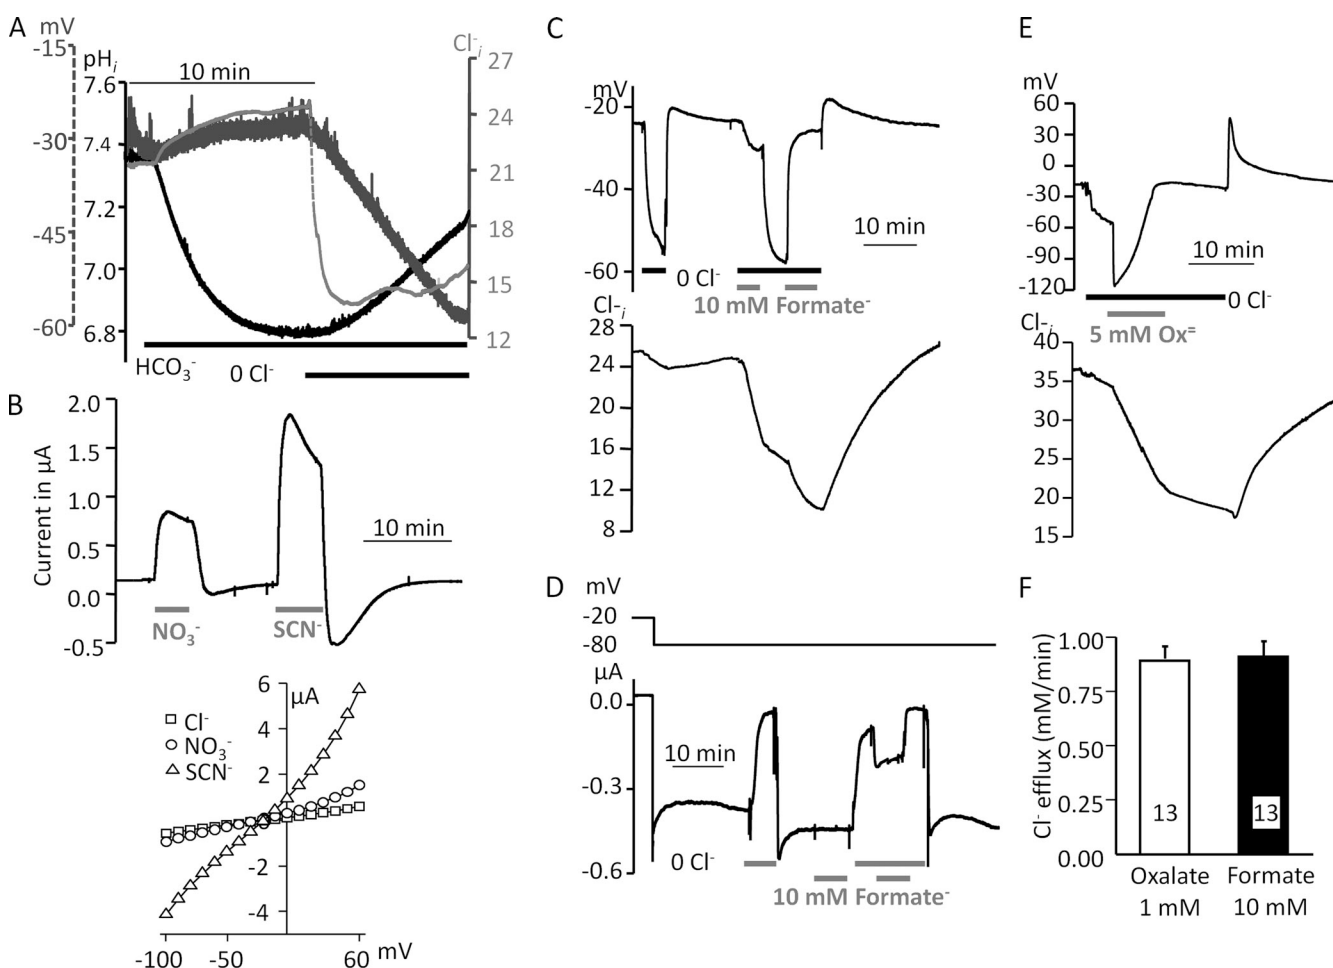 A
mV
-15
-30
-45
-60
pHi
7.6
7.4
7.2
7.0
6.8
10 min
Cl-i
27
24
21
18
15
12
HCO3-
0 Cl-
B
Current in µA
2.0
1.5
1.0
0.5
0.0
-0.5
10 min
NO3-
SCN-
µA
6
4
2
-2
-4
Cl-
NO3-
SCN-
-100
-50
60
mV
C
mV
-20
-40
-60
10 min
0 Cl-
10 mM Formate-
Cl-i
28
24
20
16
12
8
D
mV
-20
-80
µA
0.0
-0.3
-0.6
10 min
0 Cl-
10 mM Formate-
E
mV
60
30
0
-30
-60
-90
-120
10 min
0 Cl-
5 mM Ox=
Cl-i
40
35
30
25
20
15
F
Cl- efflux (mM/min)
1.00
0.75
0.50
0.25
0.00
13
13
Oxalate
1 mM
Formate
10 mM